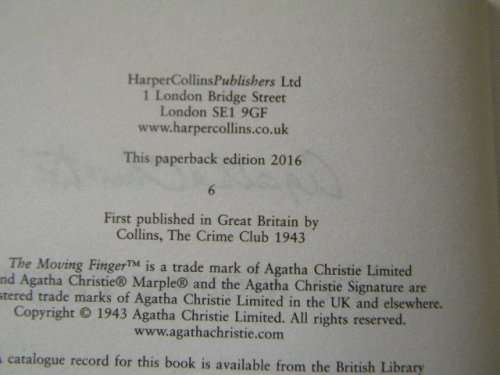 HarperCollinsPublishers Ltd
1 London Bridge Street
London SE1 9GF
www.harpercollins.co.uk
This paperback edition 2016
6
First published in Great Britain by
Collins, The Crime Club 1943
The Moving Finger™ is a trade mark of Agatha Christie Limited
nd Agatha Christie® Marple® and the Agatha Christie Signature are
stered trade marks of Agatha Christie Limited in the UK and elsewhere.
Copyright © 1943 Agatha Christie Limited. All rights reserved.
www.agathachristie.com
A catalogue record for this book is available from the British Library